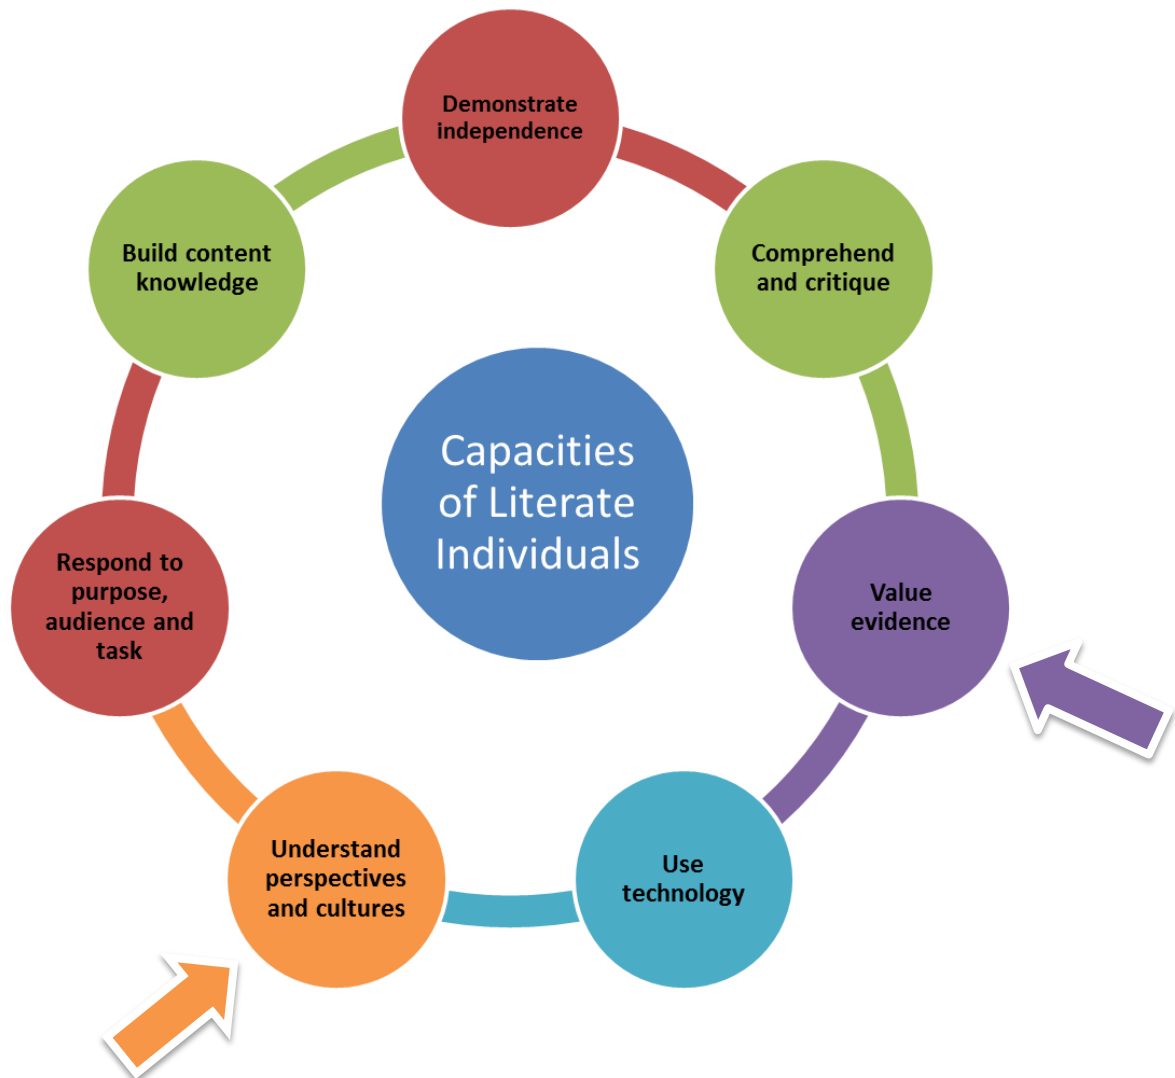 Demonstrate
independence
Comprehend
and critique
Value
evidence
Use
technology
Understand
perspectives
and cultures
Respond to
purpose,
audience and
task
Build content
knowledge
Capacities
of Literate
Individuals